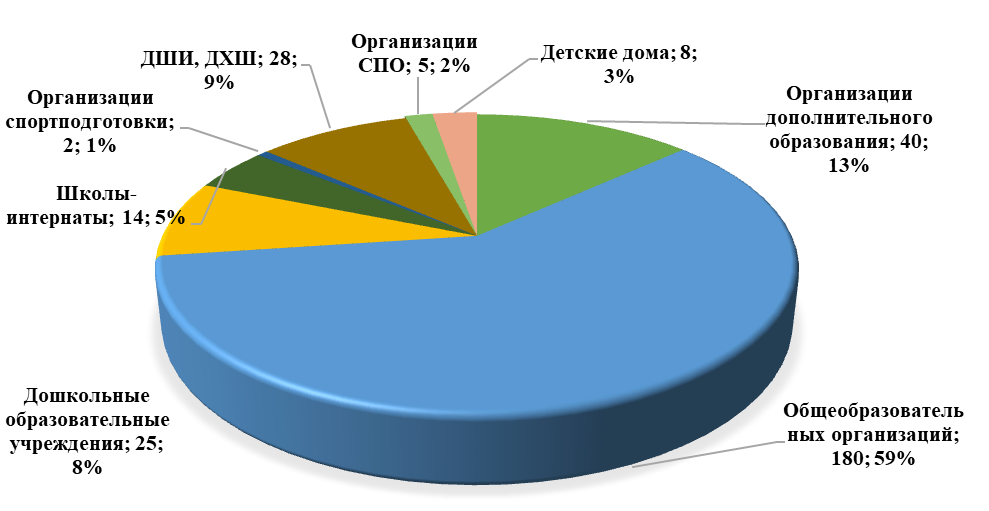 Организации
СПО; 5; 2%
Детские дома; 8;
3%
ДШИ, ДХШ; 28;
9%
Организации
спортподготовки;
2; 1%
Организации
дополнительного
образования; 40;
13%
Школы-
интернаты; 14; 5%
Дошкольные
образовательные
учреждения; 25;
8%
Общеобразователь
ных организаций;
180; 59%